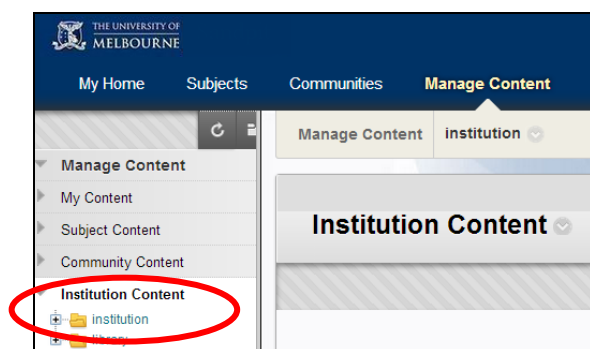 THE UNIVERSITY OF
MELBOURNE
My Home Subjects Communities Manage Content
Manage Content institution
Manage Content
My Content
Subject Content
Community Content
Institution Content
institution
library
Institution Content